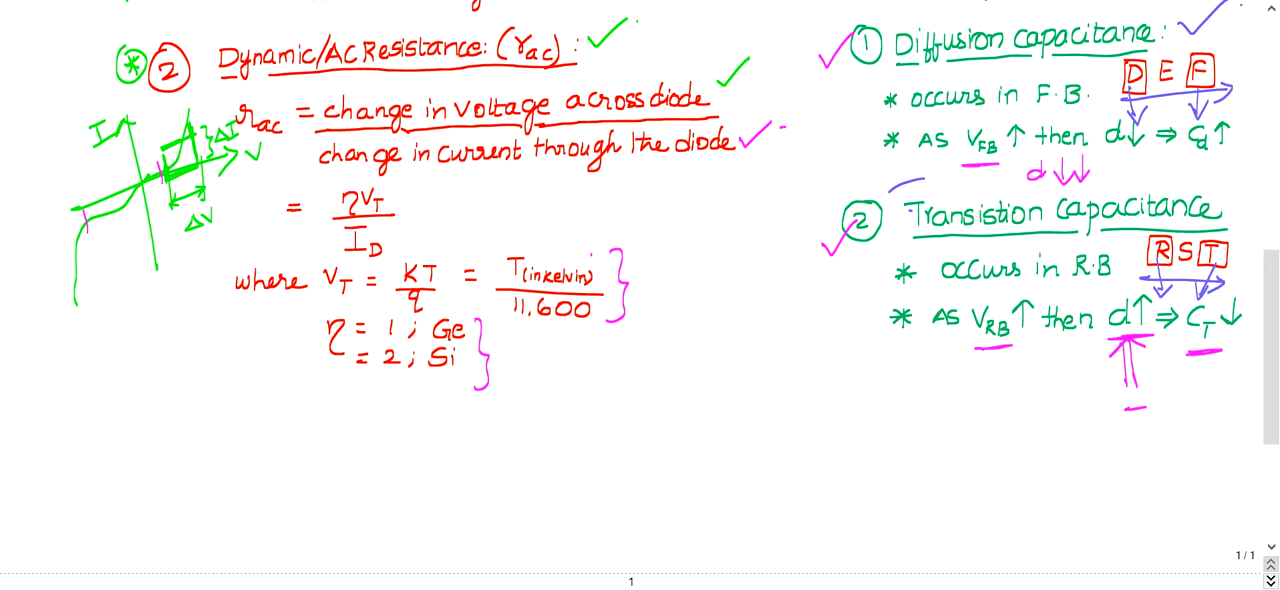 * 2 Dynamic/Ac Resistance: (rac) :
I ΔI V ΔV
rac = change in voltage across diode
change in current through the diode
= ηVT
ID
where VT = KT = T(in kelvin)
q 11,600
η = 1 ; Ge
= 2 ; Si
1 Diffusion capacitance :
D E F
* occurs in F.B.
* As VFB ↑ then d↓ ⇒ Cd ↑
d ↓↓
2 Transistion capacitance
R S T
* occurs in R.B
* As VRB ↑ then d↑ ⇒ CT ↓
1 / 1
1